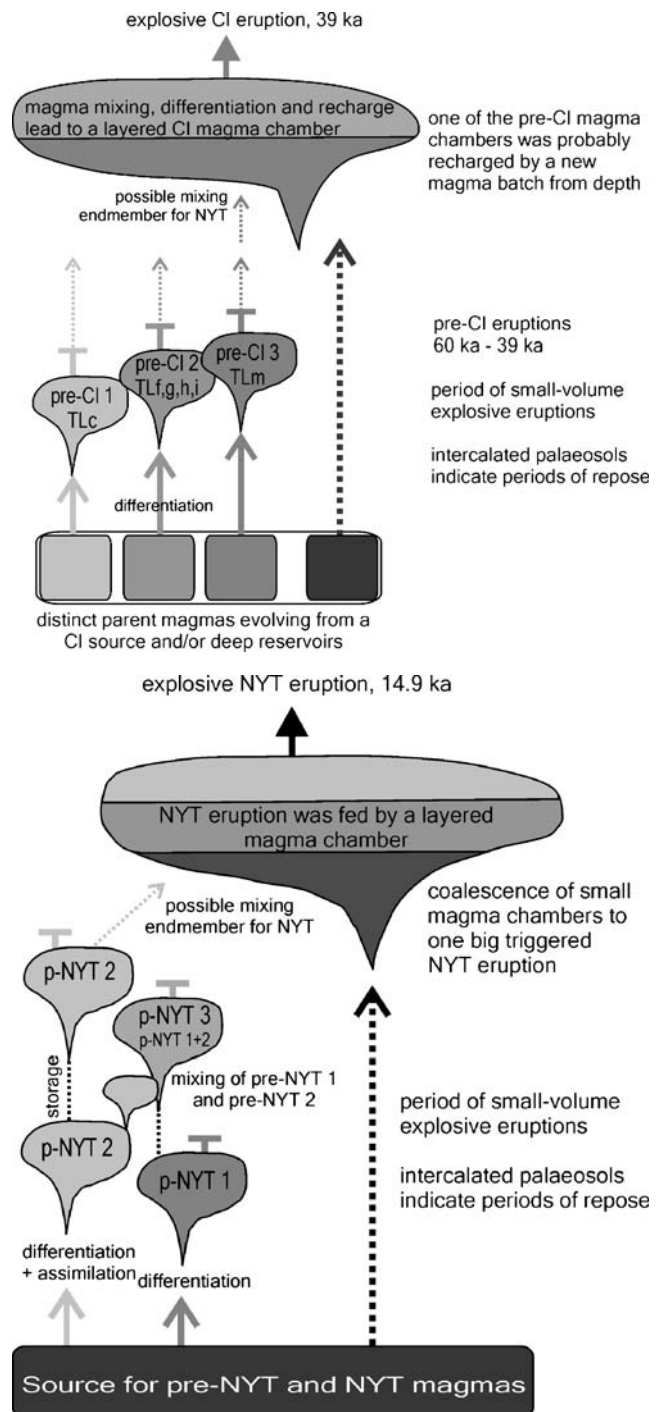 explosive CI eruption, 39 ka
magma mixing, differentiation and recharge
lead to a layered CI magma chamber
one of the pre-CI magma
chambers was probably
recharged by a new
magma batch from depth
possible mixing
endmember for NYT
pre-CI 1
TLc
pre-CI 2
TLf,g,h,i
pre-CI 3
TLm
pre-CI eruptions
60 ka - 39 ka
period of small-volume
explosive eruptions
intercalated palaeosols
indicate periods of repose
differentiation
distinct parent magmas evolving from a
CI source and/or deep reservoirs
explosive NYT eruption, 14.9 ka
NYT eruption was fed by a layered
magma chamber
coalescence of small
magma chambers to
one big triggered
NYT eruption
possible mixing
endmember for NYT
p-NYT 2
p-NYT 3
p-NYT 1+2
storage
mixing of pre-NYT 1
and pre-NYT 2
p-NYT 2
p-NYT 1
period of small-volume
explosive eruptions
intercalated palaeosols
indicate periods of repose
differentiation
+ assimilation
differentiation
Source for pre-NYT and NYT magmas